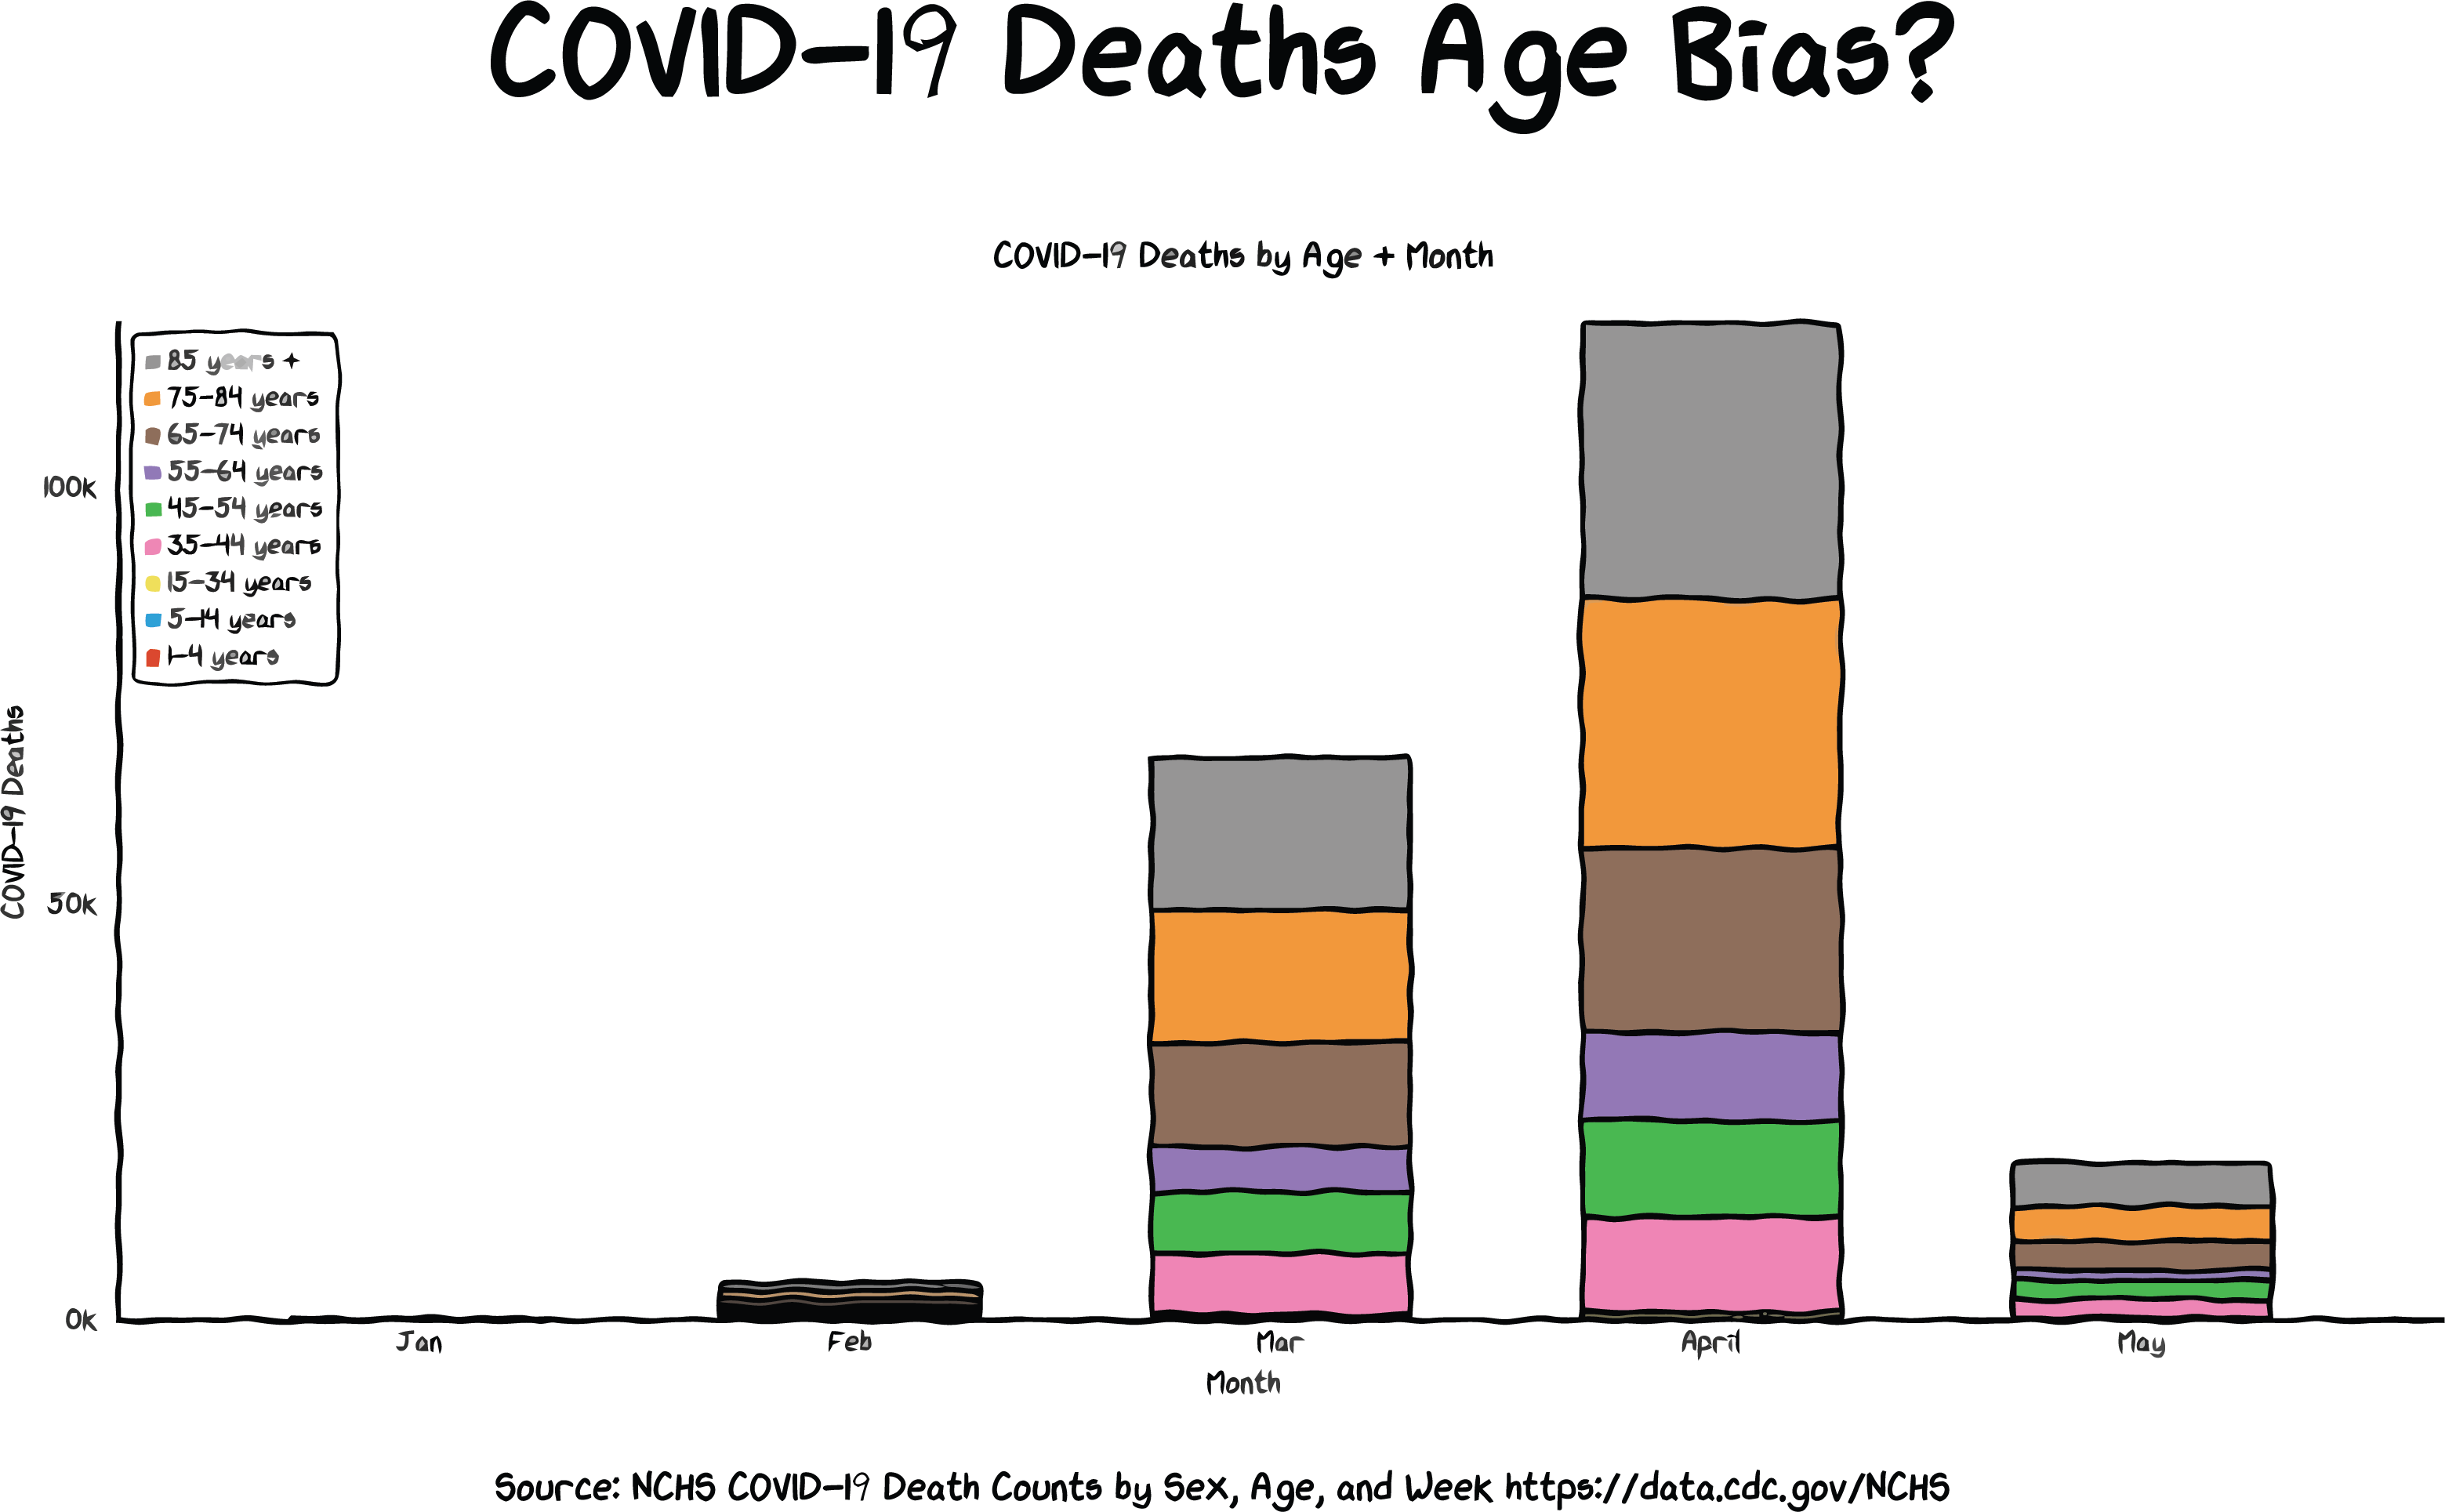 COVID-19 Deaths Age Bias?
COVID-19 Deaths by Age + Month
85 years +
75-84 years
65-74 years
55-64 years
45-54 years
35-44 years
15-34 years
5-14 years
1-4 years
100k
50k
0k
COVID-19 Deaths
Jan Feb Mar April May
Month
Source: NCHS COVID-19 Death Counts by Sex, Age, and Week https://data.cdc.gov/NCHS